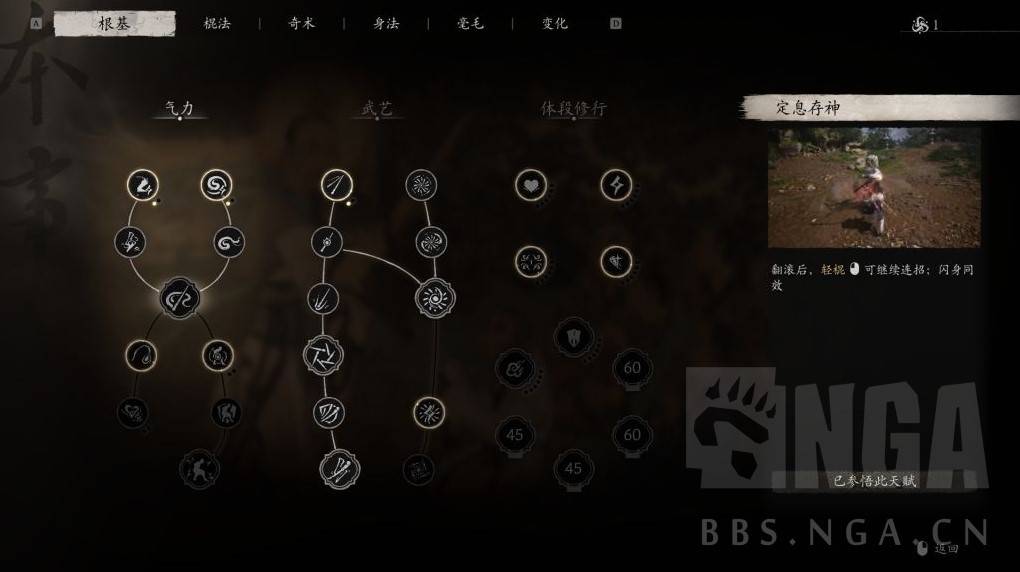 A 根基 棍法 奇术 身法 毫毛 变化 D
1
气力 武艺 体段修行
定息存神
翻滚后，轻棍 可继续连招；闪身同
效
60
45 60
45
已参悟此天赋
NGA
BBS.NGA.CN
返回